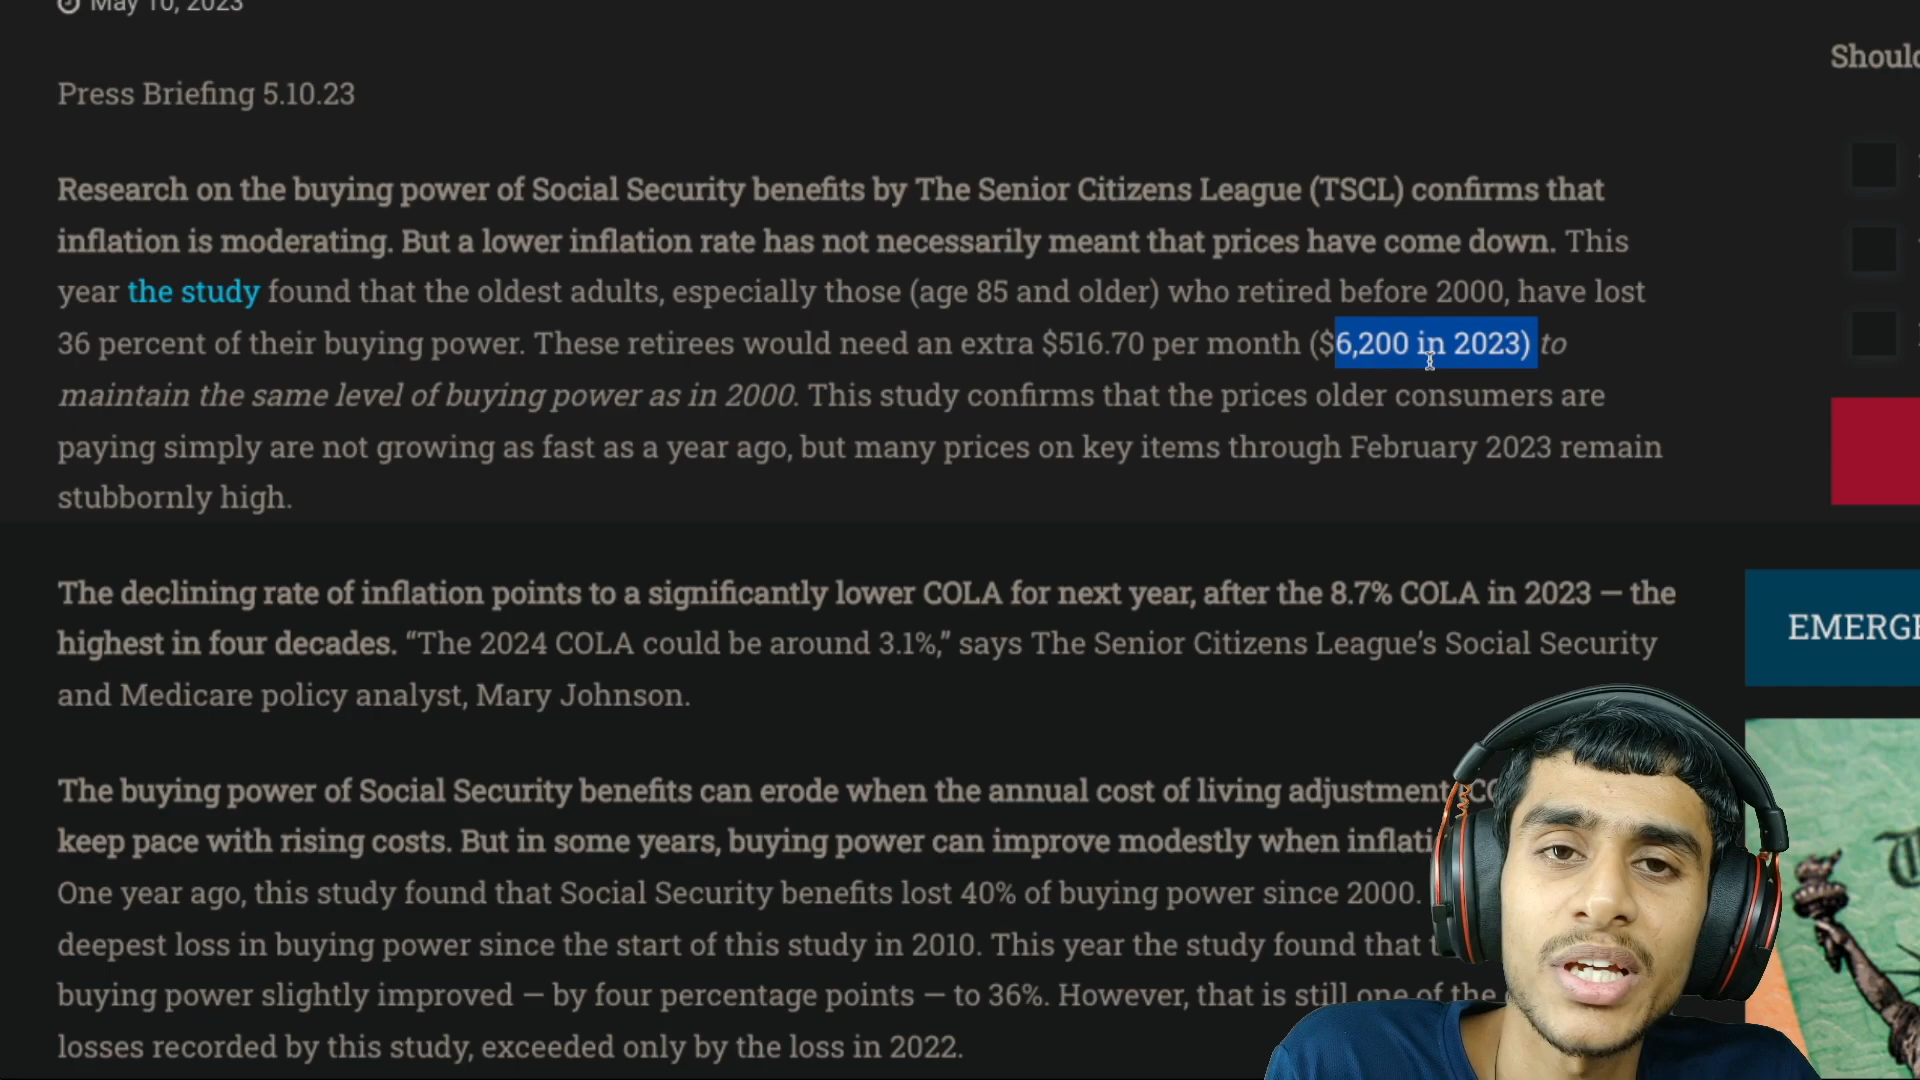 May 10, 2023
Should
Press Briefing 5.10.23
Research on the buying power of Social Security benefits by The Senior Citizens League (TSCL) confirms that
inflation is moderating. But a lower inflation rate has not necessarily meant that prices have come down. This
year the study found that the oldest adults, especially those (age 85 and older) who retired before 2000, have lost
36 percent of their buying power. These retirees would need an extra $516.70 per month ($6,200 in 2023) to
maintain the same level of buying power as in 2000. This study confirms that the prices older consumers are
paying simply are not growing as fast as a year ago, but many prices on key items through February 2023 remain
stubbornly high.
The declining rate of inflation points to a significantly lower COLA for next year, after the 8.7% COLA in 2023 — the
highest in four decades. “The 2024 COLA could be around 3.1%,” says The Senior Citizens League’s Social Security
and Medicare policy analyst, Mary Johnson.
EMERGE
The buying power of Social Security benefits can erode when the annual cost of living adjustment
keep pace with rising costs. But in some years, buying power can improve modestly when inflati
One year ago, this study found that Social Security benefits lost 40% of buying power since 2000.
deepest loss in buying power since the start of this study in 2010. This year the study found that
buying power slightly improved — by four percentage points — to 36%. However, that is still one of the
losses recorded by this study, exceeded only by the loss in 2022.